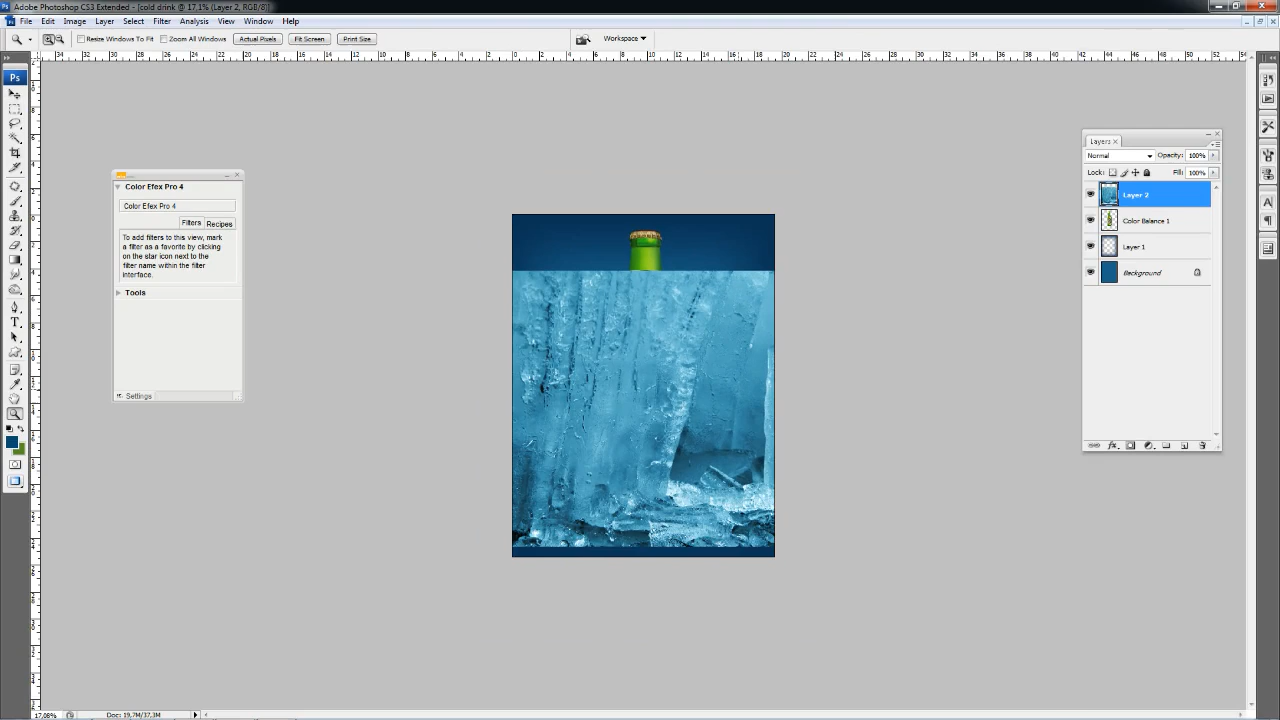 Adobe Photoshop CS3 Extended - [cold drink @ 17,1% (Layer 2, RGB/8)]
File Edit Image Layer Select Filter Analysis View Window Help
Resize Windows To Fit Zoom All Windows Actual Pixels Fit Screen Print Size Workspace
Color Efex Pro 4
Color Efex Pro 4
Filters Recipes
To add filters to this view, mark
a filter as a favorite by clicking
on the star icon next to the
filter name within the filter
interface.
Tools
Settings
Layers
Normal Opacity: 100%
Lock: Fill: 100%
Layer 2
Color Balance 1
Layer 1
Background
17,08% Doc: 19,7M/37,3M